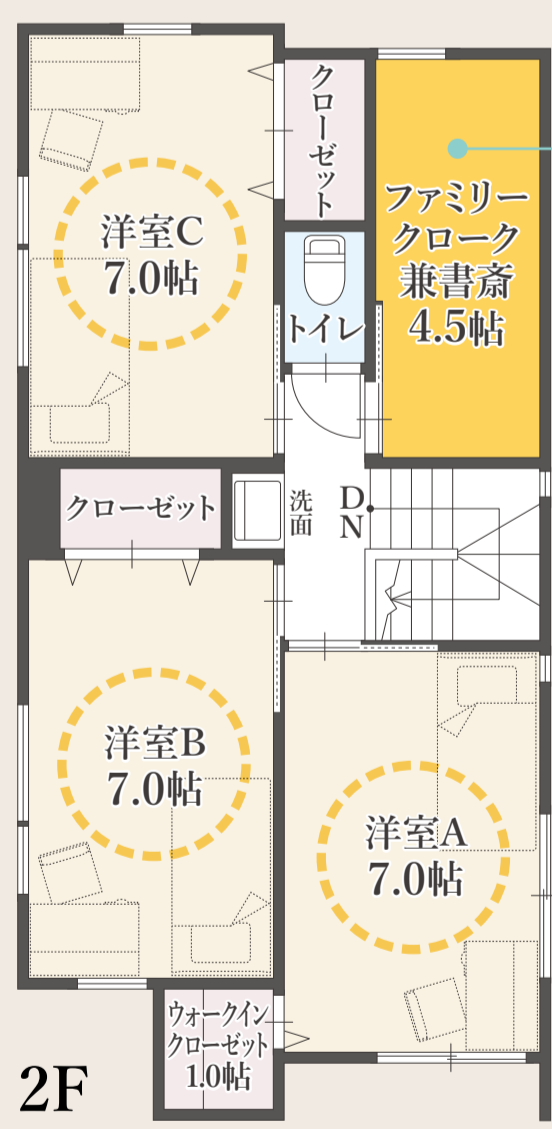 クローゼット
ファミリー
クローク
兼書斎
4.5帖
洋室C
7.0帖
トイレ
クローゼット
洗面
DN
洋室B
7.0帖
洋室A
7.0帖
ウォークイン
クローゼット
1.0帖
2F